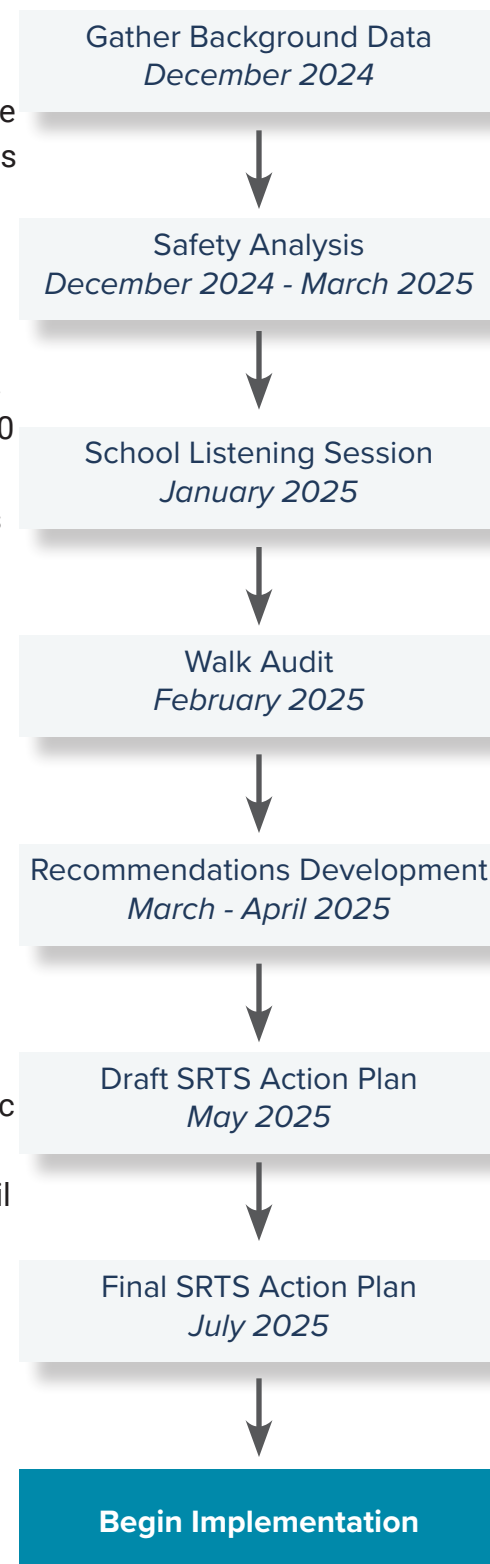 Gather Background Data
December 2024
Safety Analysis
December 2024 - March 2025
School Listening Session
January 2025
Walk Audit
February 2025
Recommendations Development
March - April 2025
Draft SRTS Action Plan
May 2025
Final SRTS Action Plan
July 2025
Begin Implementation